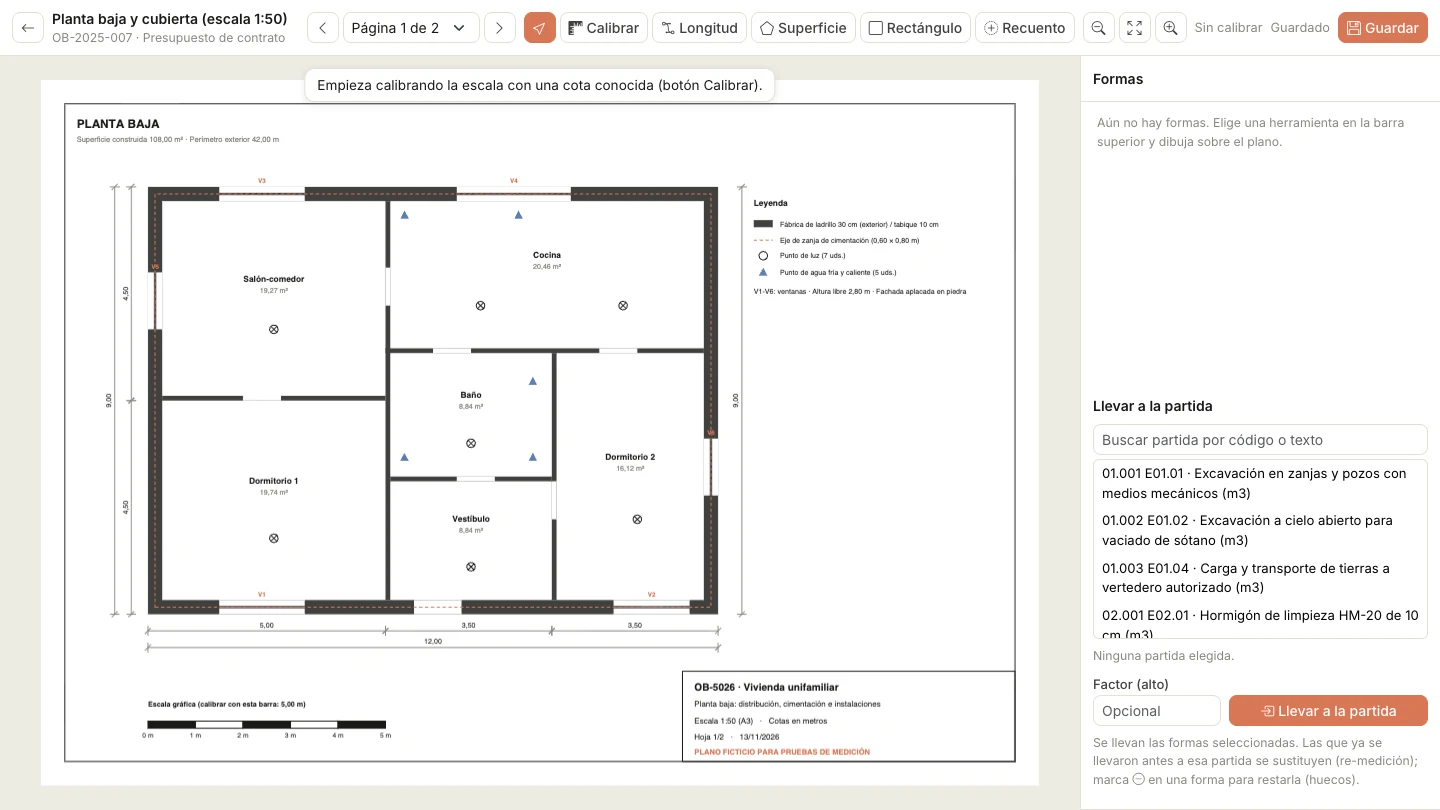 Planta baja y cubierta (escala 1:50)
OB-2025-007 · Presupuesto de contrato
Página 1 de 2
Calibrar
Longitud
Superficie
Rectángulo
Recuento
Sin calibrar
Guardado
Guardar
Empieza calibrando la escala con una cota conocida (botón Calibrar).
PLANTA BAJA
Superficie construida 108,00 m² · Perímetro exterior 42,00 m
V3
V4
V5
4,50
9,00
4,50
Salón-comedor
19,27 m²
Cocina
20,46 m²
Baño
8,84 m²
Dormitorio 2
16,12 m²
Dormitorio 1
19,74 m²
Vestíbulo
8,84 m²
9,00
V1
V2
5,00
3,50
3,50
12,00
Leyenda
Fábrica de ladrillo 30 cm (exterior) / tabique 10 cm
Eje de zanja de cimentación (0,60 × 0,80 m)
Punto de luz (7 uds.)
Punto de agua fría y caliente (5 uds.)
V1-V6: ventanas · Altura libre 2,80 m · Fachada aplacada en piedra
Escala gráfica (calibrar con esta barra: 5,00 m)
0 m 1 m 2 m 3 m 4 m 5 m
OB-5026 · Vivienda unifamiliar
Planta baja: distribución, cimentación e instalaciones
Escala 1:50 (A3) · Cotas en metros
Hoja 1/2 · 13/11/2026
PLANO FICTICIO PARA PRUEBAS DE MEDICIÓN
Formas
Aún no hay formas. Elige una herramienta en la barra
superior y dibuja sobre el plano.
Llevar a la partida
Buscar partida por código o texto
01.001 E01.01 · Excavación en zanjas y pozos con
medios mecánicos (m3)
01.002 E01.02 · Excavación a cielo abierto para
vaciado de sótano (m3)
01.003 E01.04 · Carga y transporte de tierras a
vertedero autorizado (m3)
02.001 E02.01 · Hormigón de limpieza HM-20 de 10
cm (m3)
Ninguna partida elegida.
Factor (alto)
Opcional
Llevar a la partida
Se llevan las formas seleccionadas. Las que ya se
llevaron antes a esa partida se sustituyen (re-medición);
marca en una forma para restarla (huecos).